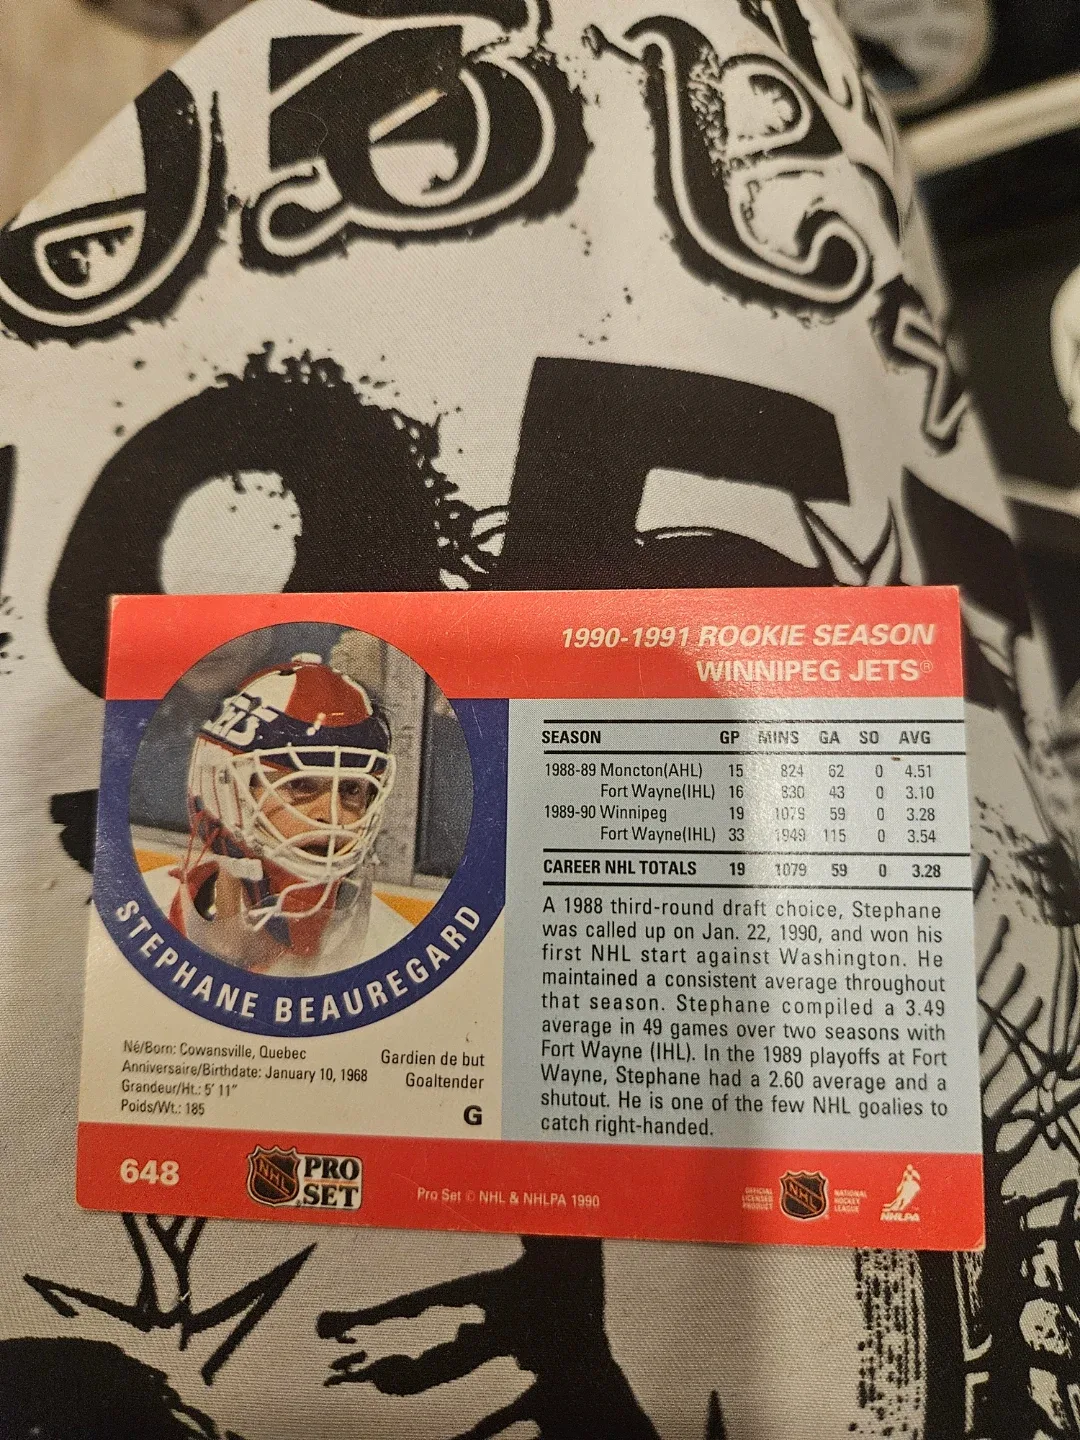 1990-1991 ROOKIE SEASON
WINNIPEG JETS®
SEASON GP MINS GA SO AVG
1988-89 Moncton(AHL) 15 824 62 0 4.51
Fort Wayne(IHL) 16 830 43 0 3.10
1989-90 Winnipeg 19 1079 59 0 3.28
Fort Wayne(IHL) 33 1949 115 0 3.54
CAREER NHL TOTALS 19 1079 59 0 3.28
A 1988 third-round draft choice, Stephane
was called up on Jan. 22, 1990, and won his
first NHL start against Washington. He
maintained a consistent average throughout
that season. Stephane compiled a 3.49
average in 49 games over two seasons with
Fort Wayne (IHL). In the 1989 playoffs at Fort
Wayne, Stephane had a 2.60 average and a
shutout. He is one of the few NHL goalies to
catch right-handed.
STEPHANE BEAUREGARD
Né/Born: Cowansville, Quebec
Anniversaire/Birthdate: January 10, 1968
Grandeur/Ht.: 5' 11"
Poids/Wt.: 185
Gardien de but
Goaltender
G
648
NHL
PRO
SET
Pro Set © NHL & NHLPA 1990
OFFICIAL
LICENSED
PRODUCT
NHL
NATIONAL
HOCKEY
LEAGUE
NHLPA